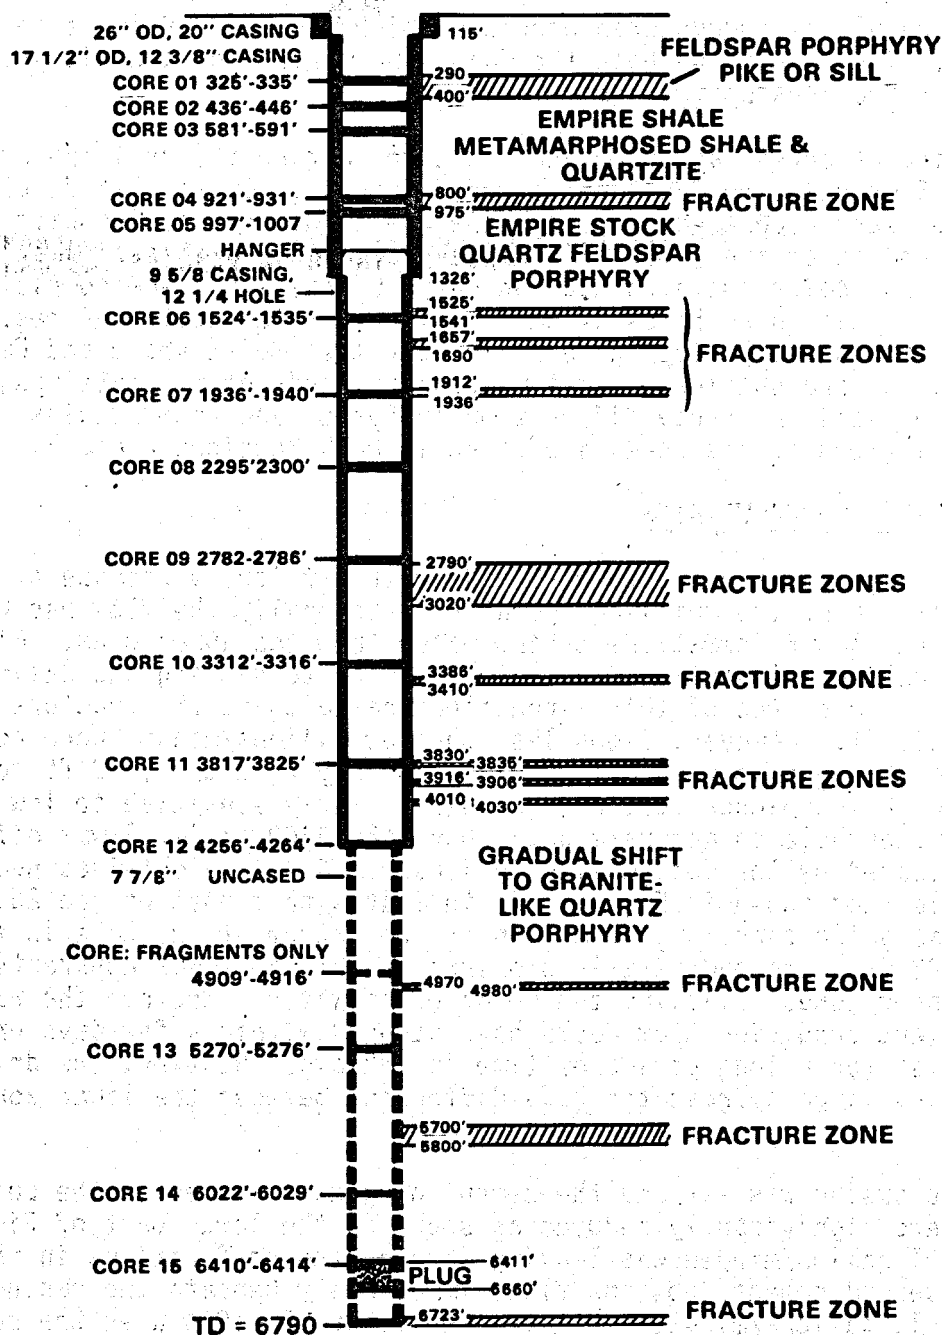 26" OD, 20" CASING
115'
17 1/2" OD, 12 3/8" CASING
FELDSPAR PORPHYRY
PIKE OR SILL
CORE 01 325'-335'
290
400'
CORE 02 436'-446'
CORE 03 581'-591'
EMPIRE SHALE
METAMARPHOSED SHALE &
QUARTZITE
CORE 04 921'-931'
800'
975'
FRACTURE ZONE
CORE 05 997'-1007
EMPIRE STOCK
QUARTZ FELDSPAR
PORPHYRY
HANGER
9 5/8 CASING,
12 1/4 HOLE
1326'
CORE 06 1524'-1535'
1525'
1541'
1657'
1690
FRACTURE ZONES
CORE 07 1936'-1940'
1912'
1936'
CORE 08 2295'2300'
CORE 09 2782-2786'
2790'
3020'
FRACTURE ZONES
CORE 10 3312'-3316'
3386'
3410'
FRACTURE ZONE
CORE 11 3817'3825'
3830' 3835'
3916' 3906'
4010 4030'
FRACTURE ZONES
CORE 12 4256'-4264'
7 7/8" UNCASED
GRADUAL SHIFT
TO GRANITE-
LIKE QUARTZ
PORPHYRY
CORE: FRAGMENTS ONLY
4909'-4916'
4970 4980'
FRACTURE ZONE
CORE 13 5270'-5276'
5700'
5800'
FRACTURE ZONE
CORE 14 6022'-6029'
CORE 15 6410'-6414'
6411'
PLUG
6660'
TD = 6790
6723'
FRACTURE ZONE